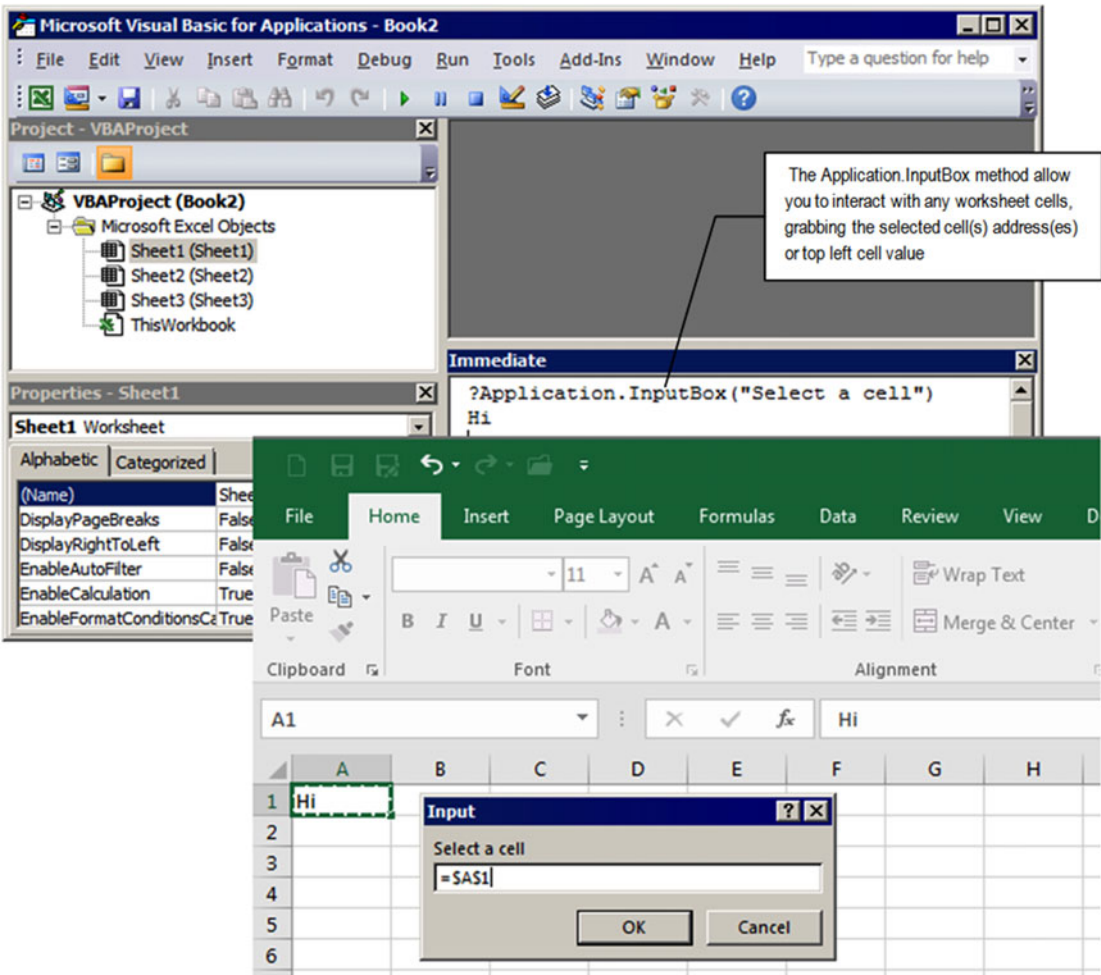 Microsoft Visual Basic for Applications - Book2
File Edit View Insert Format Debug Run Tools Add-Ins Window Help Type a question for help
Project - VBAProject
VBAProject (Book2)
Microsoft Excel Objects
Sheet1 (Sheet1)
Sheet2 (Sheet2)
Sheet3 (Sheet3)
ThisWorkbook
The Application.InputBox method allow
you to interact with any worksheet cells,
grabbing the selected cell(s) address(es)
or top left cell value
Immediate
?Application.InputBox("Select a cell")
Hi
Properties - Sheet1
Sheet1 Worksheet
Alphabetic Categorized
(Name) Shee
DisplayPageBreaks False
DisplayRightToLeft False
EnableAutoFilter False
EnableCalculation True
EnableFormatConditionsCa True
File Home Insert Page Layout Formulas Data Review View D
Paste 11 A A Wrap Text
B I U A Merge & Center
Clipboard Font Alignment
A1 fx Hi
A B C D E F G H
1 Hi
2
3
4
5
6
Input
Select a cell
=$A$1
OK Cancel